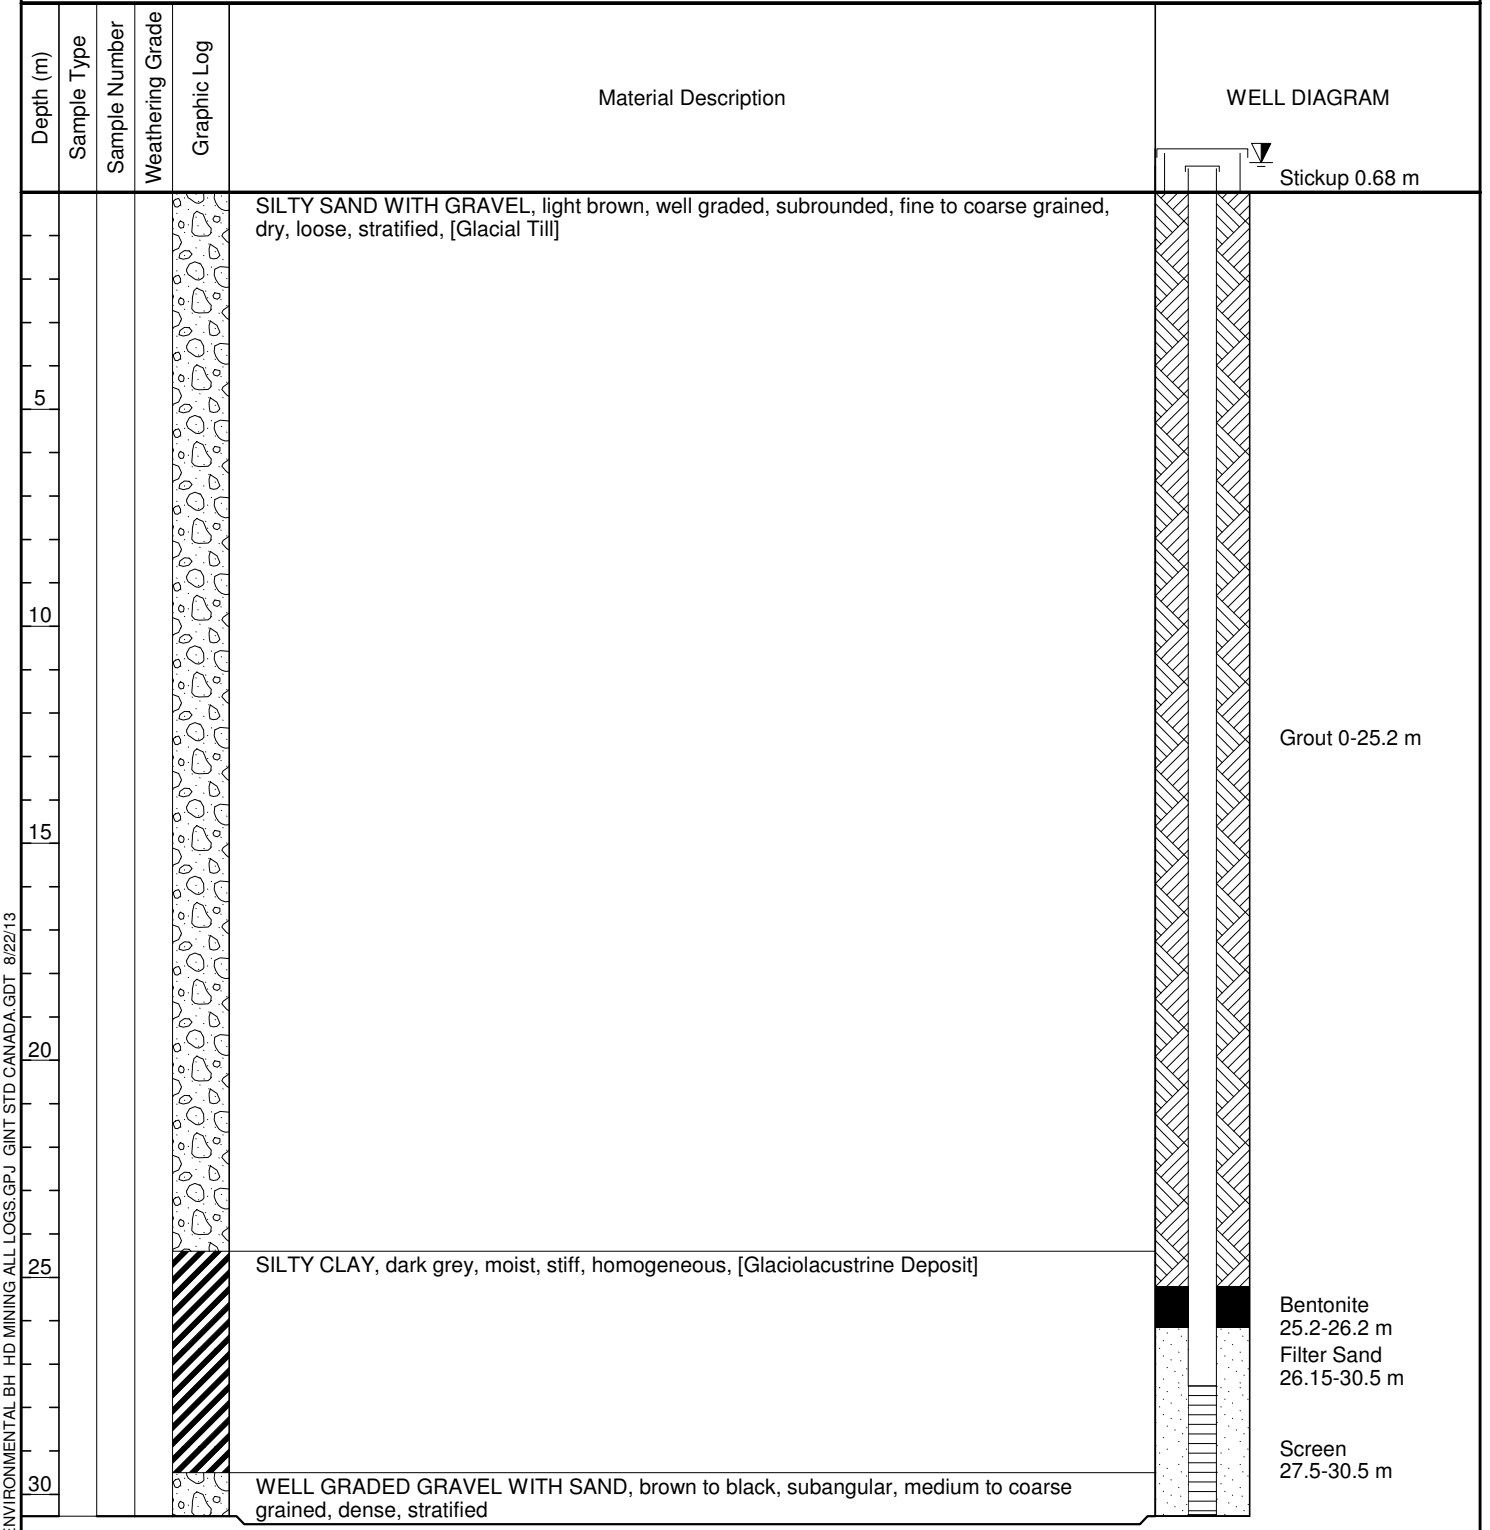 Depth (m)
Sample Type
Sample Number
Weathering Grade
Graphic Log
Material Description
WELL DIAGRAM
Stickup 0.68 m
SILTY SAND WITH GRAVEL, light brown, well graded, subrounded, fine to coarse grained,
dry, loose, stratified, [Glacial Till]
5
10
Grout 0-25.2 m
15
20
25
SILTY CLAY, dark grey, moist, stiff, homogeneous, [Glaciolacustrine Deposit]
Bentonite
25.2-26.2 m
Filter Sand
26.15-30.5 m
Screen
27.5-30.5 m
30
WELL GRADED GRAVEL WITH SAND, brown to black, subangular, medium to coarse
grained, dense, stratified
ENVIRONMENTAL BH HD MINING ALL LOGS.GPJ GINT STD CANADA.GDT 8/22/13